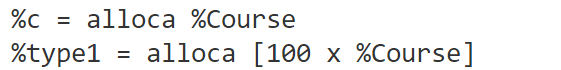 %c = alloca %Course
%type1 = alloca [100 x %Course]